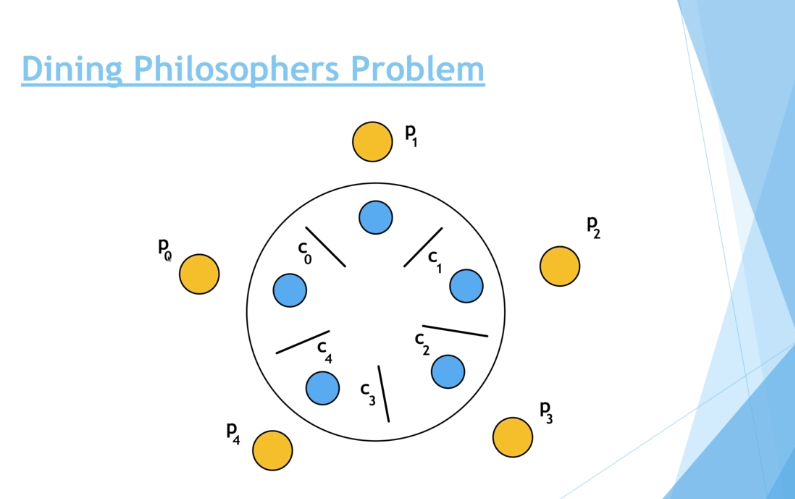 Dining Philosophers Problem
P1
P2
P0
c0
c1
c2
c4
c3
P3
P4